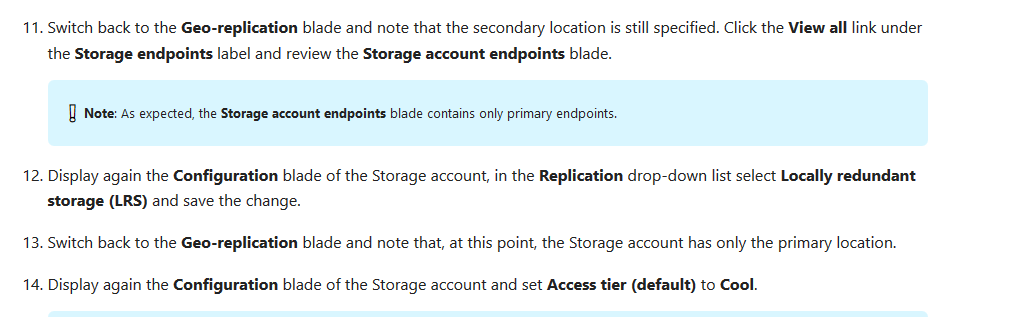 11. Switch back to the Geo-replication blade and note that the secondary location is still specified. Click the View all link under
the Storage endpoints label and review the Storage account endpoints blade.
Note: As expected, the Storage account endpoints blade contains only primary endpoints.
12. Display again the Configuration blade of the Storage account, in the Replication drop-down list select Locally redundant
storage (LRS) and save the change.
13. Switch back to the Geo-replication blade and note that, at this point, the Storage account has only the primary location.
14. Display again the Configuration blade of the Storage account and set Access tier (default) to Cool.